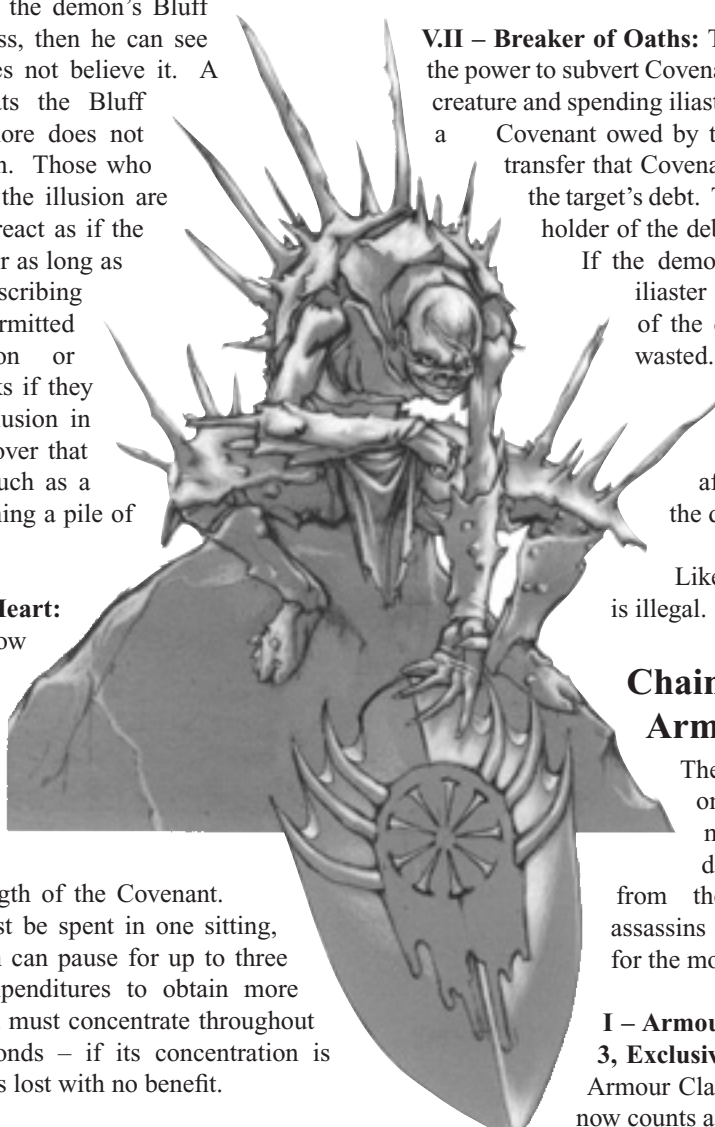 the demon's Bluff
ss, then he can see
es not believe it. A
ats the Bluff
ore does not
n. Those who
the illusion are
react as if the
r as long as
scribing
rmitted
on or
ks if they
lusion in
over that
uch as a
ning a pile of
Heart:
ow
gth of the Covenant.
st be spent in one sitting,
n can pause for up to three
penditures to obtain more
must concentrate throughout
onds – if its concentration is
s lost with no benefit.
V.II – Breaker of Oaths: T
the power to subvert Covena
creature and spending iliast
a Covenant owed by t
transfer that Covena
the target's debt. T
holder of the deb
If the demo
iliaster
of the
wasted.
af
the d
Like
is illegal.
Chain
Arm
The
or
n
d
from the
assassins
for the mo
I – Armou
3, Exclusiv
Armour Cla
now counts a